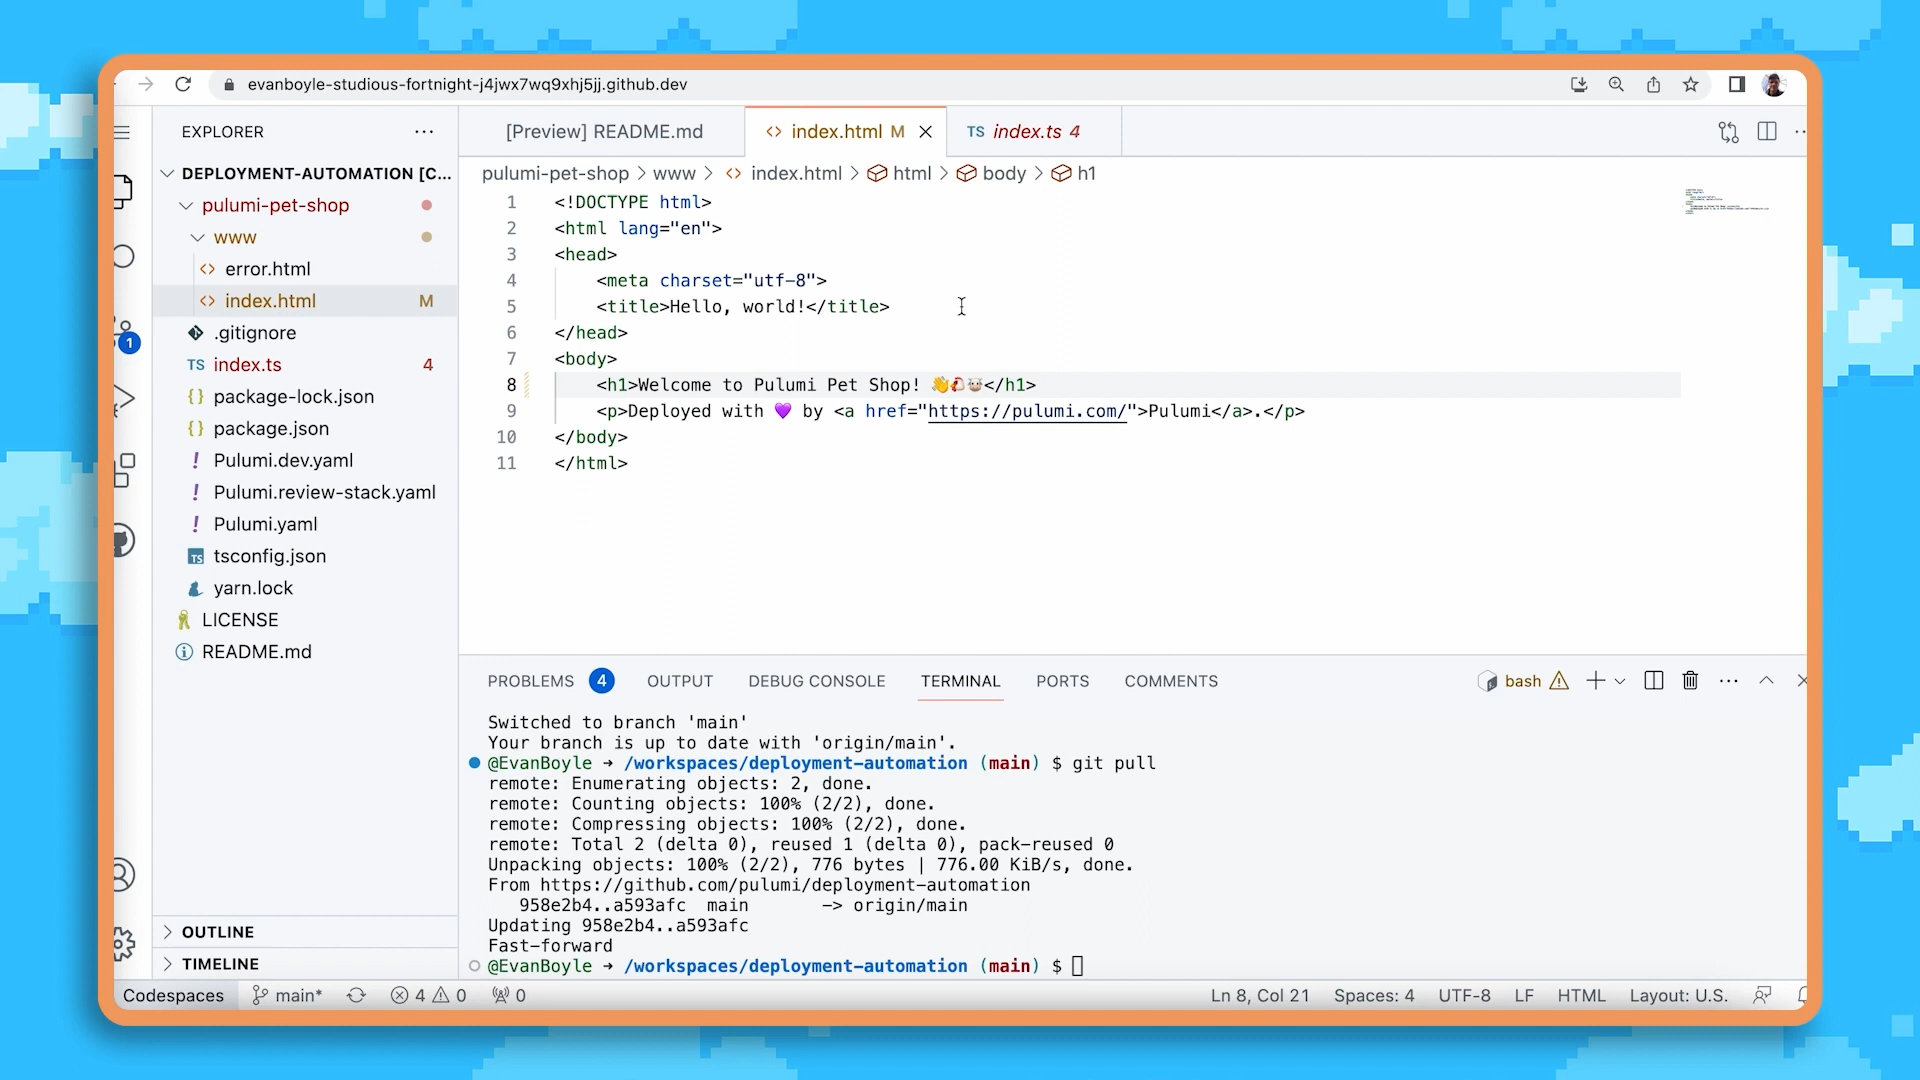 evanboyle-studious-fortnight-j4jwx7wq9xhj5jj.github.dev
EXPLORER
[Preview] README.md
index.html M
TS index.ts 4
DEPLOYMENT-AUTOMATION [C...
pulumi-pet-shop > www > <> index.html > html > body > h1
pulumi-pet-shop
www
<> error.html
<> index.html M
.gitignore
TS index.ts 4
{} package-lock.json
{} package.json
! Pulumi.dev.yaml
! Pulumi.review-stack.yaml
! Pulumi.yaml
TS tsconfig.json
yarn.lock
LICENSE
README.md
1
OUTLINE
TIMELINE
1 <!DOCTYPE html>
2 <html lang="en">
3 <head>
4 <meta charset="utf-8">
5 <title>Hello, world!</title>
6 </head>
7 <body>
8 <h1>Welcome to Pulumi Pet Shop! 👋🐧🐮</h1>
9 <p>Deployed with 💜 by <a href="https://pulumi.com/">Pulumi</a>.</p>
10 </body>
11 </html>
PROBLEMS 4 OUTPUT DEBUG CONSOLE TERMINAL PORTS COMMENTS
bash
Switched to branch 'main'
Your branch is up to date with 'origin/main'.
@EvanBoyle → /workspaces/deployment-automation (main) $ git pull
remote: Enumerating objects: 2, done.
remote: Counting objects: 100% (2/2), done.
remote: Compressing objects: 100% (2/2), done.
remote: Total 2 (delta 0), reused 1 (delta 0), pack-reused 0
Unpacking objects: 100% (2/2), 776 bytes | 776.00 KiB/s, done.
From https://github.com/pulumi/deployment-automation
958e2b4..a593afc main -> origin/main
Updating 958e2b4..a593afc
Fast-forward
@EvanBoyle → /workspaces/deployment-automation (main) $
Codespaces main* 4 0 0 Ln 8, Col 21 Spaces: 4 UTF-8 LF HTML Layout: U.S.